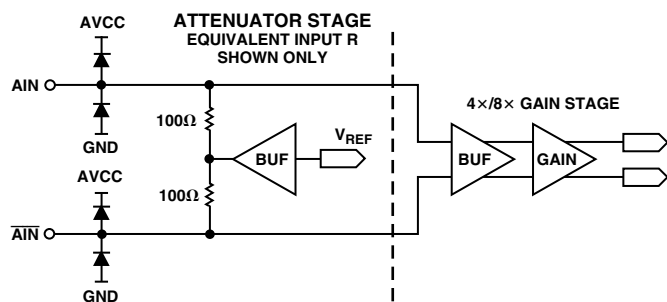 AVCC
ATTENUATOR STAGE
EQUIVALENT INPUT R
SHOWN ONLY
AIN
4×/8× GAIN STAGE
100Ω
VREF
GND
BUF
BUF
GAIN
AVCC
100Ω
AIN
GND